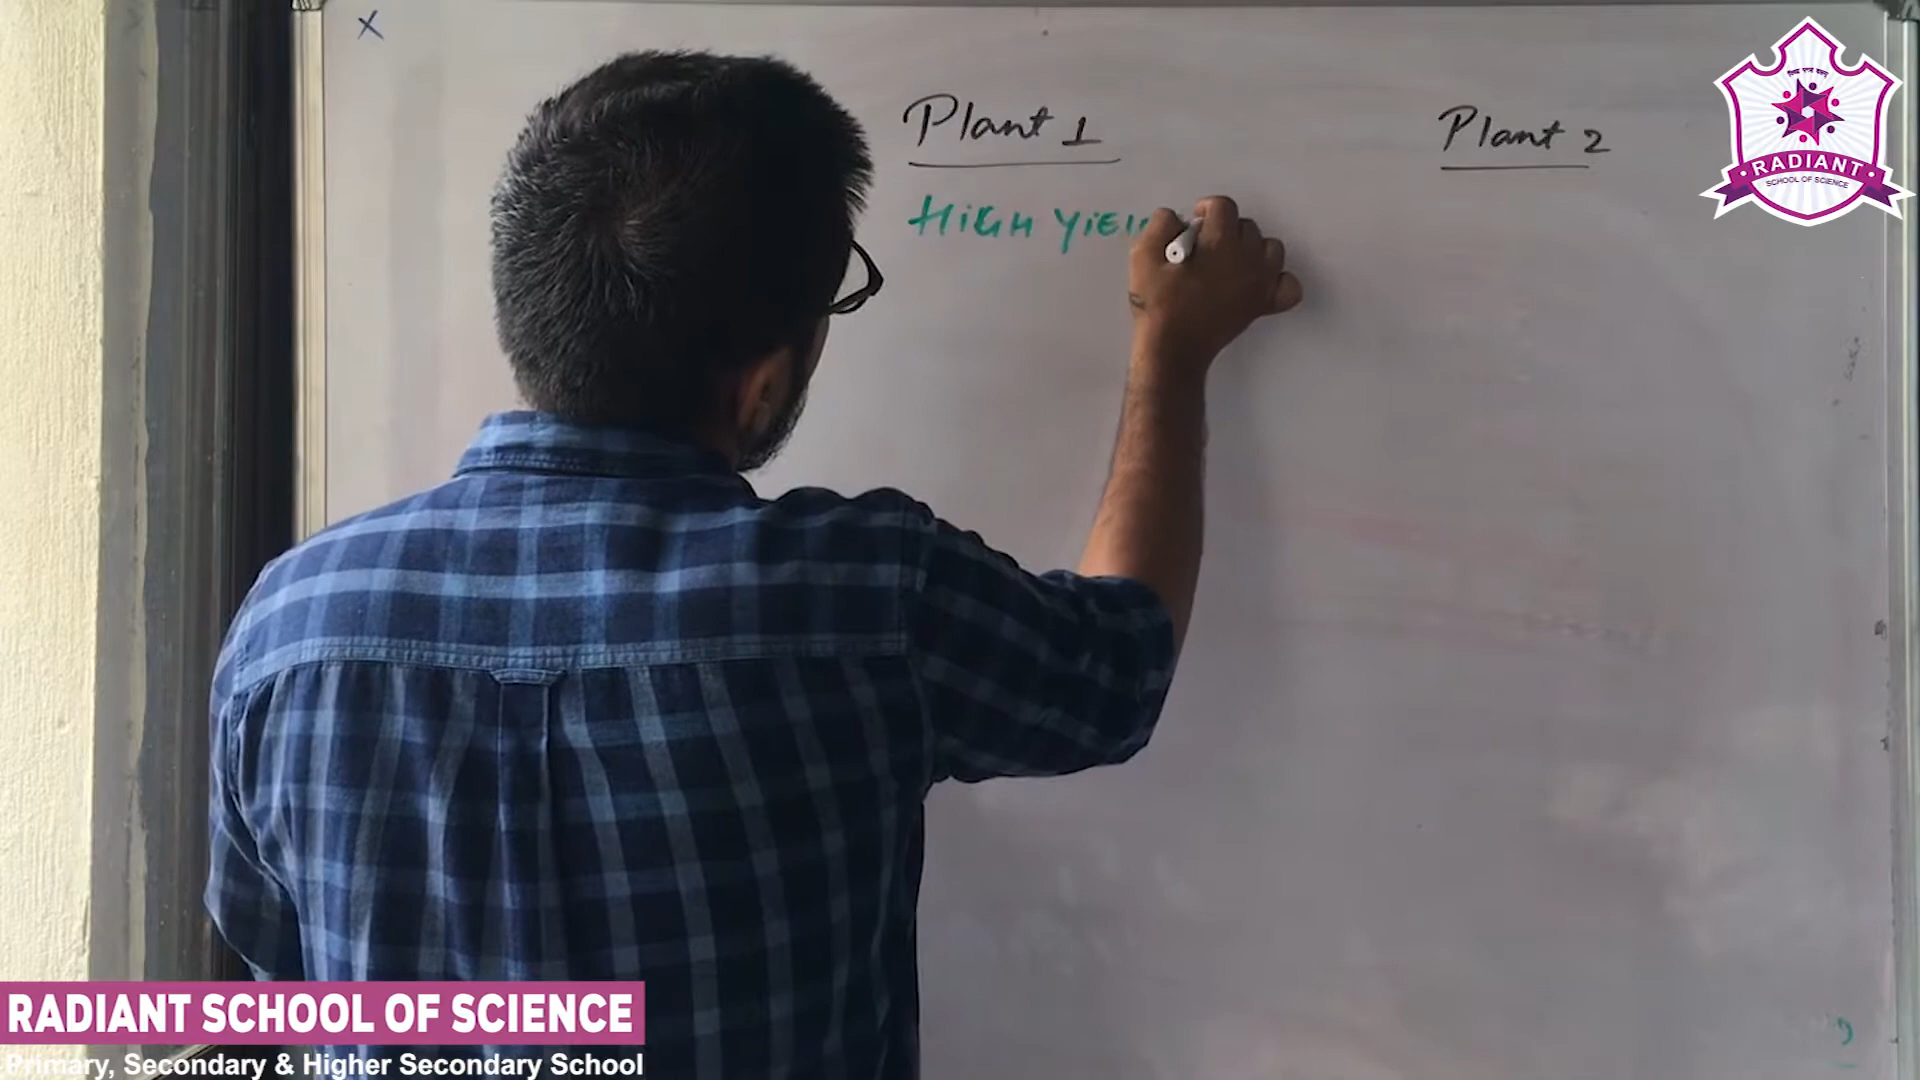 X
Plant 1
Plant 2
HIGH YIEL
RADIANT
SCHOOL OF SCIENCE
RADIANT SCHOOL OF SCIENCE
Primary, Secondary & Higher Secondary School